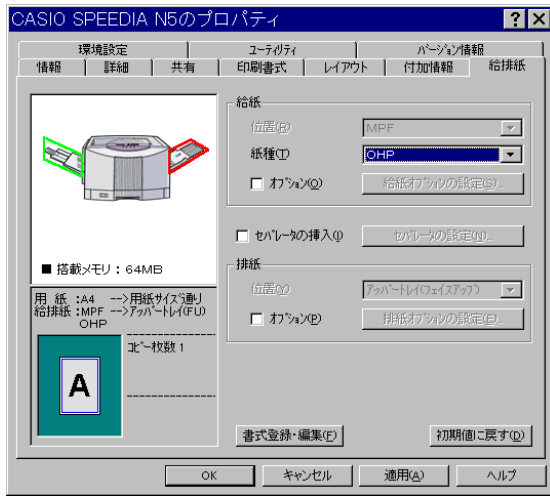 CASIO SPEEDIA N5のプロパティ
環境設定 ユーティリティ バージョン情報
情報 詳細 共有 印刷書式 レイアウト 付加情報 給排紙
給紙
位置(R) MPF
紙種(T) OHP
オプション(O) 給紙オプションの設定(S)...
セパレータの挿入(I) セパレータの設定(N)...
■ 搭載メモリ：64MB
排紙
位置(Y) アッパートレイ(フェイスアップ)
オプション(P) 排紙オプションの設定(E)...
用 紙 :A4 -->用紙サイズ通り
給排紙 :MPF -->アッパートレイ(FU)
OHP
コピー枚数 1
A
書式登録・編集(F) 初期値に戻す(D)
OK キャンセル 適用(A) ヘルプ